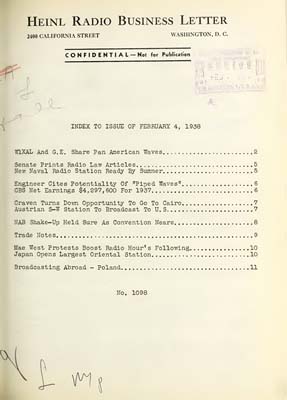 HEINL RADIO BUSINESS LETTER
2400 CALIFORNIA STREET WASHINGTON, D. C.
CONFIDENTIAL—Not for Publication
INDEX TO ISSUE OF FEBRUARY 4, 1938
W1XAL And G.E. Share Pan American Waves....................2
Senate Prints Radio Law Articles....................5
New Naval Radio Station Ready By Summer....................5
Engineer Cites Potentiality Of "Piped Waves"....................6
CBS Net Earnings $4,297,600 For 1937....................6
Craven Turns Down Opportunity To Go To Cairo....................7
Austrian S-W Station To Broadcast To U.S....................7
NAB Shake-Up Held Sure As Convention Nears....................8
Trade Notes....................9
Mae West Protests Boost Radio Hour's Following....................10
Japan Opens Largest Oriental Station....................10
Broadcasting Abroad - Poland....................11
No. 1098